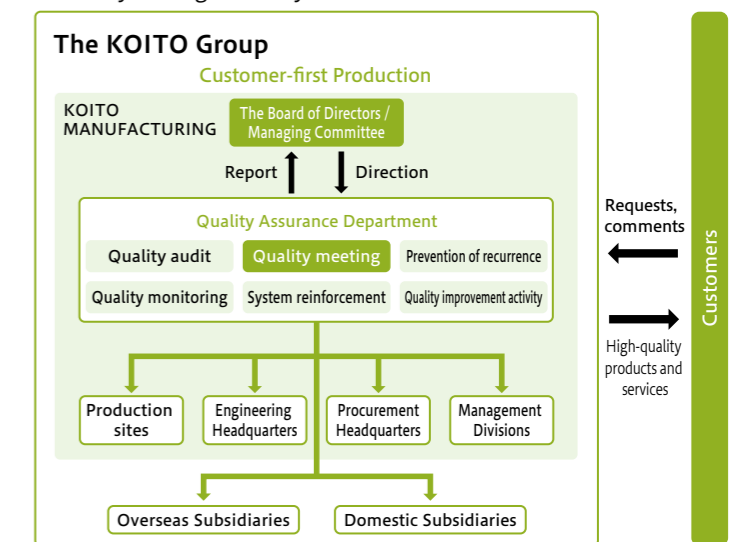 The KOITO Group
Customer-first Production
KOITO
MANUFACTURING
The Board of Directors /
Managing Committee
Report
Direction
Quality Assurance Department
Quality audit
Quality meeting
Prevention of recurrence
Quality monitoring
System reinforcement
Quality improvement activity
Production
sites
Engineering
Headquarters
Procurement
Headquarters
Management
Divisions
Overseas Subsidiaries
Domestic Subsidiaries
Requests,
comments
High-quality
products and
services
Customers